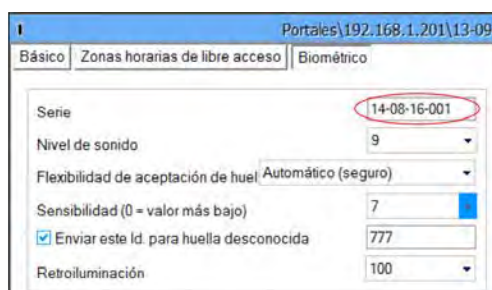 Portales\192.168.1.201\13-09
Básico Zonas horarias de libre acceso Biométrico
Serie 14-08-16-001
Nivel de sonido 9
Flexibilidad de aceptación de huel Automático (seguro)
Sensibilidad (0 = valor más bajo) 7
Enviar este Id. para huella desconocida 777
Retroiluminación 100